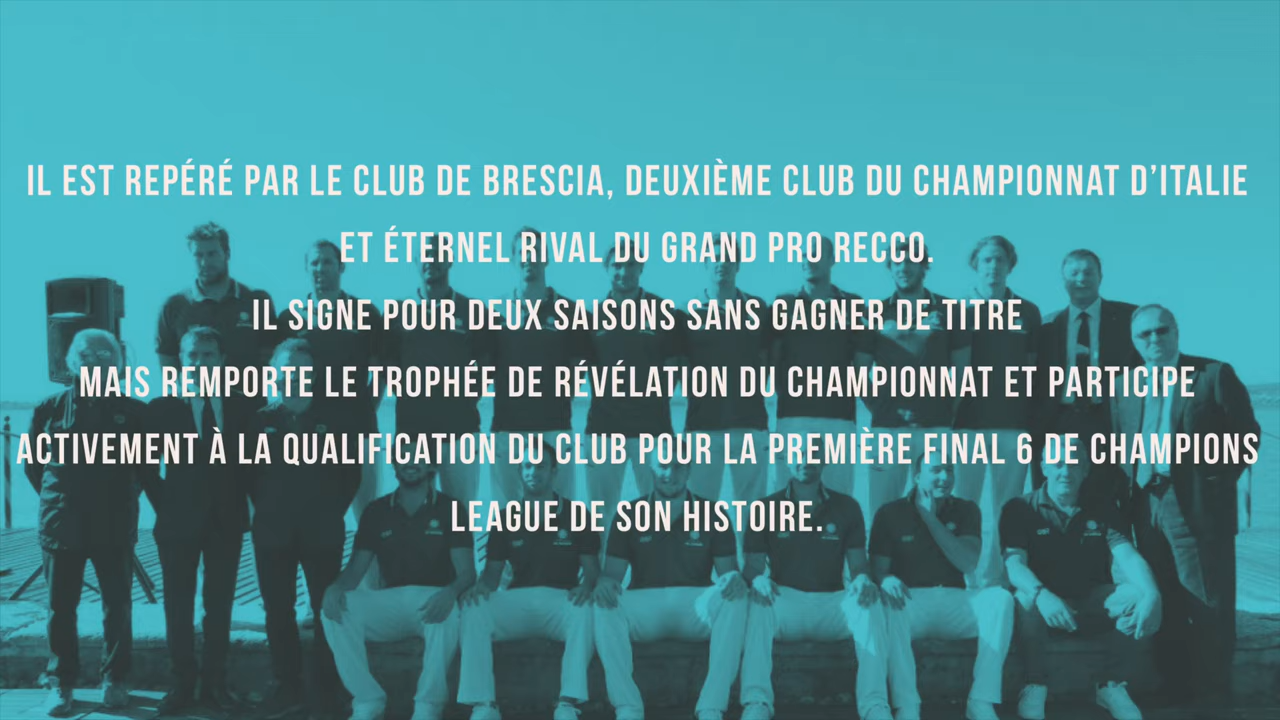 IL EST REPÉRÉ PAR LE CLUB DE BRESCIA, DEUXIÈME CLUB DU CHAMPIONNAT D’ITALIE
ET ÉTERNEL RIVAL DU GRAND PRO RECCO.
IL SIGNE POUR DEUX SAISONS SANS GAGNER DE TITRE
MAIS REMPORTE LE TROPHÉE DE RÉVÉLATION DU CHAMPIONNAT ET PARTICIPE
ACTIVEMENT À LA QUALIFICATION DU CLUB POUR LA PREMIÈRE FINAL 6 DE CHAMPIONS
LEAGUE DE SON HISTOIRE.